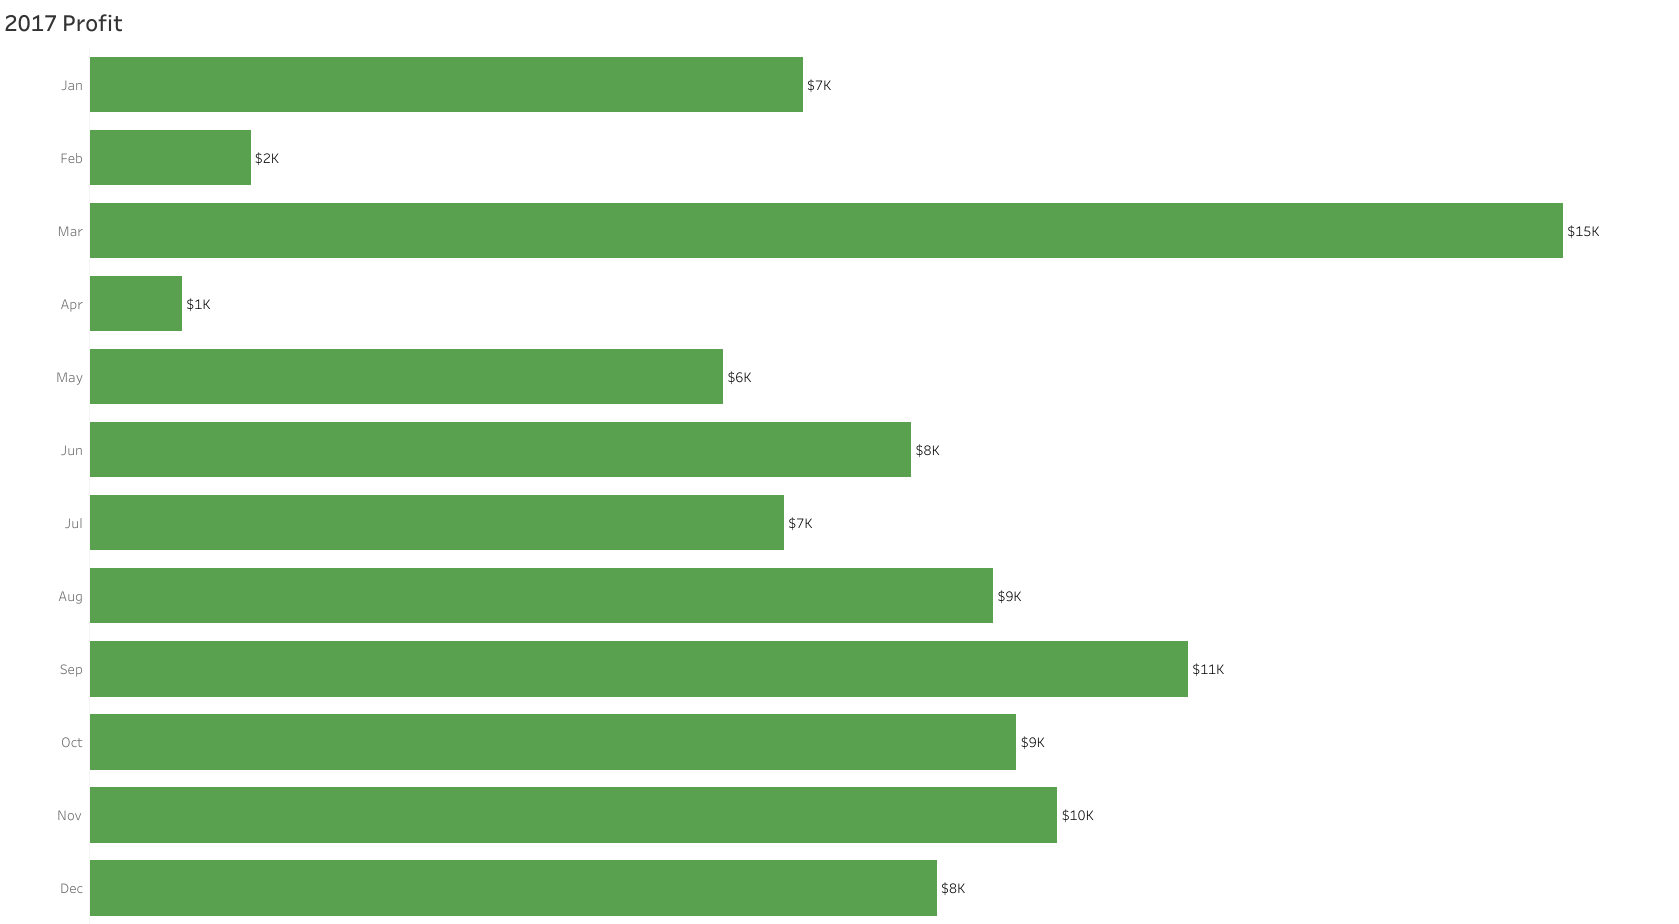 2017 Profit
Jan $7K
Feb $2K
Mar $15K
Apr $1K
May $6K
Jun $8K
Jul $7K
Aug $9K
Sep $11K
Oct $9K
Nov $10K
Dec $8K